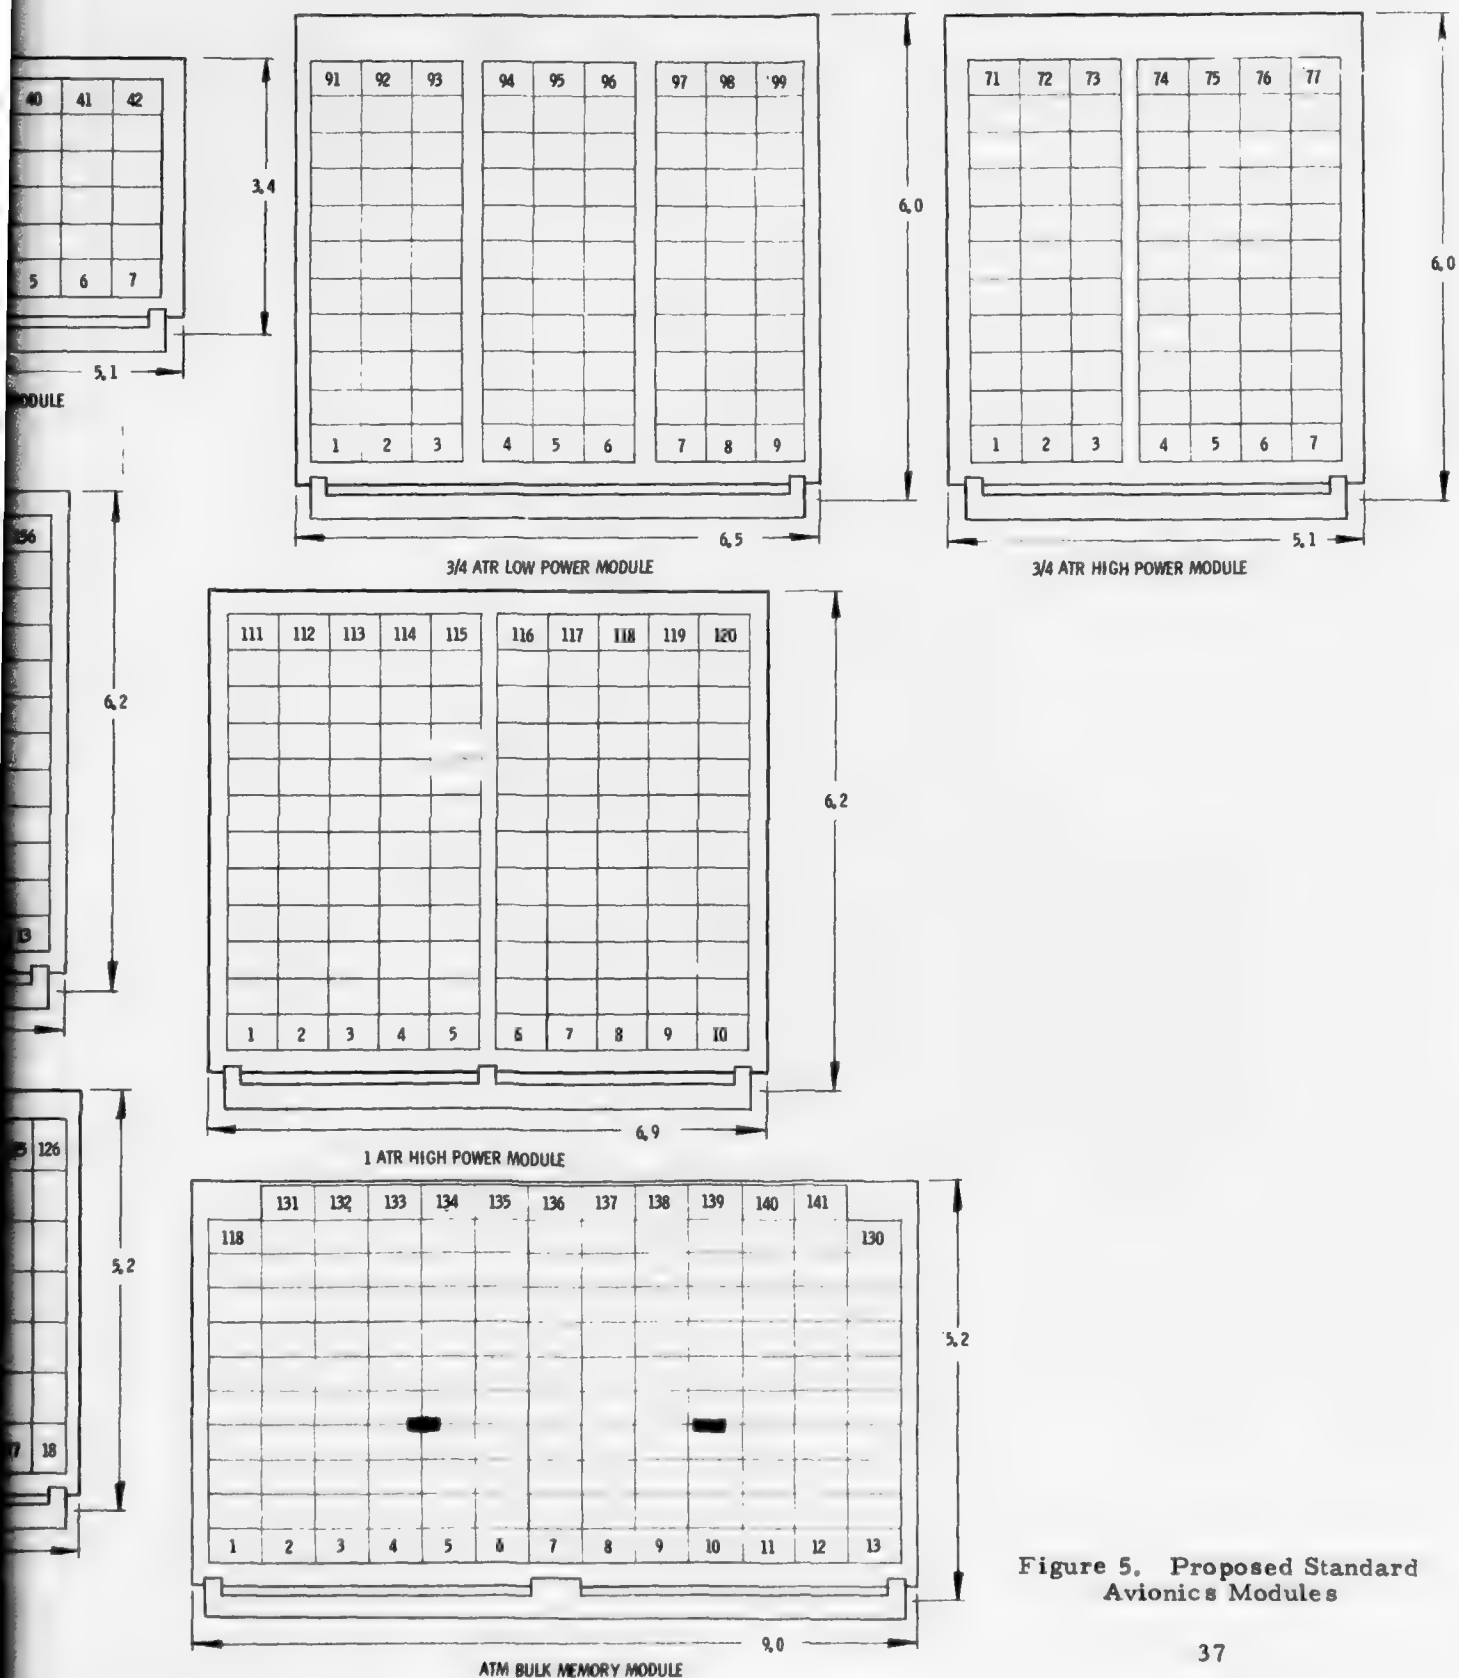 40 41 42
5 6 7
3.4
5.1
91 92 93 94 95 96 97 98 99
1 2 3 4 5 6 7 8 9
6.0
6.5
3/4 ATR LOW POWER MODULE
71 72 73 74 75 76 77
1 2 3 4 5 6 7
6.0
5.1
3/4 ATR HIGH POWER MODULE
13
6.2
111 112 113 114 115 116 117 118 119 120
1 2 3 4 5 6 7 8 9 10
6.2
6.9
1 ATR HIGH POWER MODULE
126
18
5.2
131 132 133 134 135 136 137 138 139 140 141
118 130
1 2 3 4 5 6 7 8 9 10 11 12 13
5.2
9.0
ATM BULK MEMORY MODULE
Figure 5. Proposed Standard
Avionics Modules
37